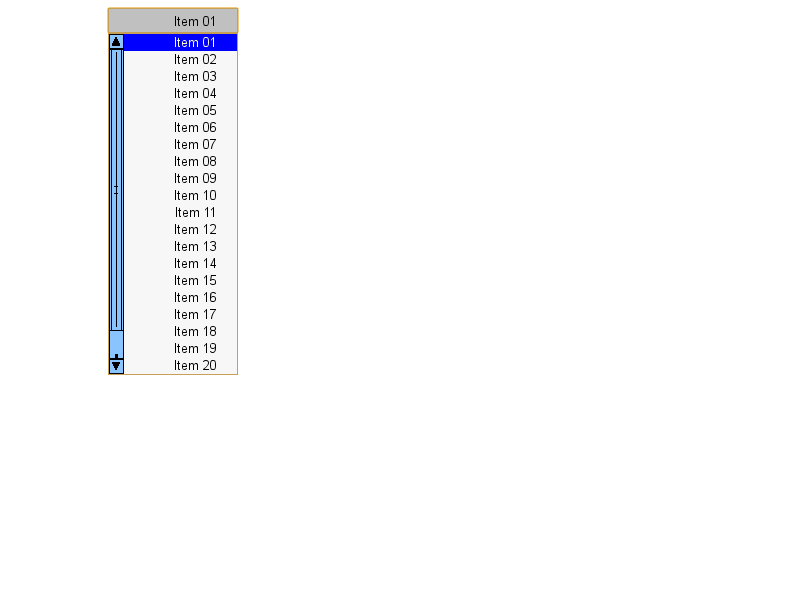 Item 01
Item 01
Item 02
Item 03
Item 04
Item 05
Item 06
Item 07
Item 08
Item 09
Item 10
Item 11
Item 12
Item 13
Item 14
Item 15
Item 16
Item 17
Item 18
Item 19
Item 20